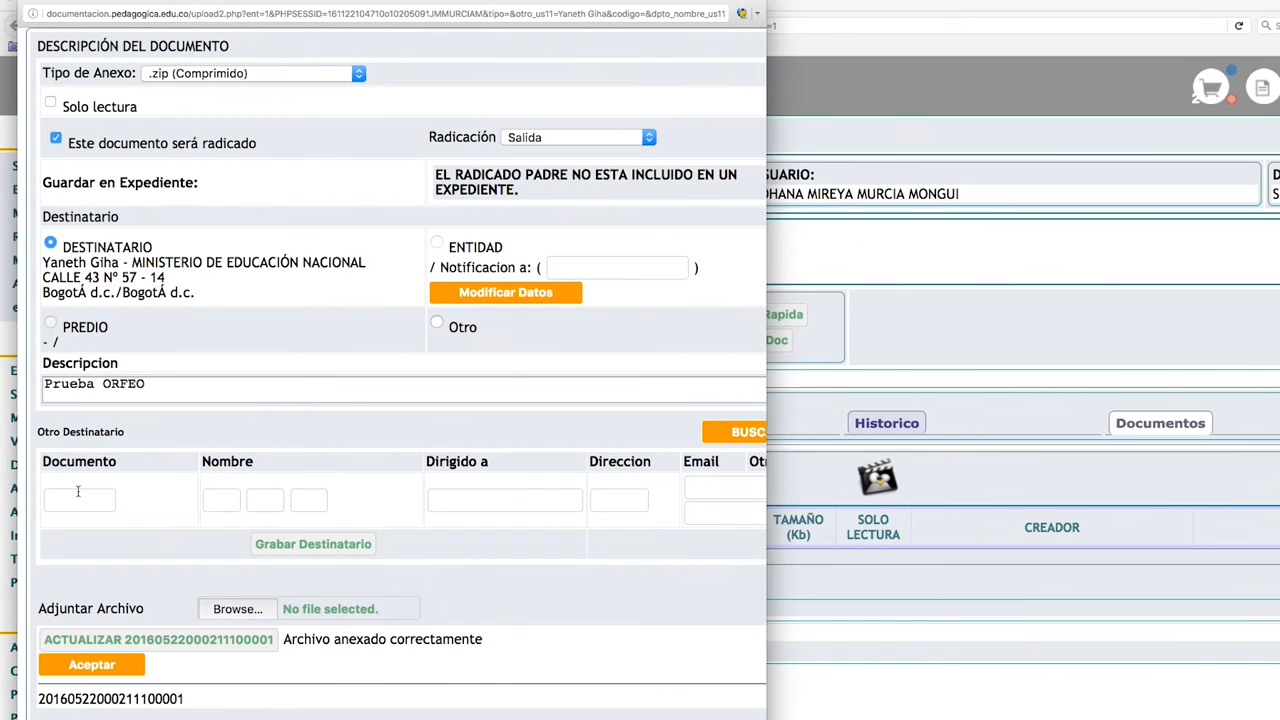 documentacion.pedagogica.edu.co/upload2.php?ent=1&PHPSESSID=161122104710o10205091JMMURCIAM&tipo=&otro_us11=Yaneth Giha&codigo=&dpto_nombre_us11
=1
DESCRIPCIÓN DEL DOCUMENTO
Tipo de Anexo: .zip (Comprimido)
Solo lectura
Este documento será radicado
Radicación Salida
Guardar en Expediente:
EL RADICADO PADRE NO ESTA INCLUIDO EN UN
EXPEDIENTE.
Destinatario
DESTINATARIO
Yaneth Giha - MINISTERIO DE EDUCACIÓN NACIONAL
CALLE 43 Nº 57 - 14
BogotÁ d.c./BogotÁ d.c.
ENTIDAD
/ Notificacion a: ( )
Modificar Datos
PREDIO
- /
Otro
Descripcion
Prueba ORFEO
Otro Destinatario
BUSC
Documento Nombre Dirigido a Direccion Email Otr
Grabar Destinatario
Adjuntar Archivo Browse... No file selected.
ACTUALIZAR 20160522000211100001 Archivo anexado correctamente
Aceptar
20160522000211100001
2
SUARIO:
OHANA MIREYA MURCIA MONGUI
Rapida
Doc
Historico
Documentos
TAMAÑO
(Kb)
SOLO
LECTURA
CREADOR